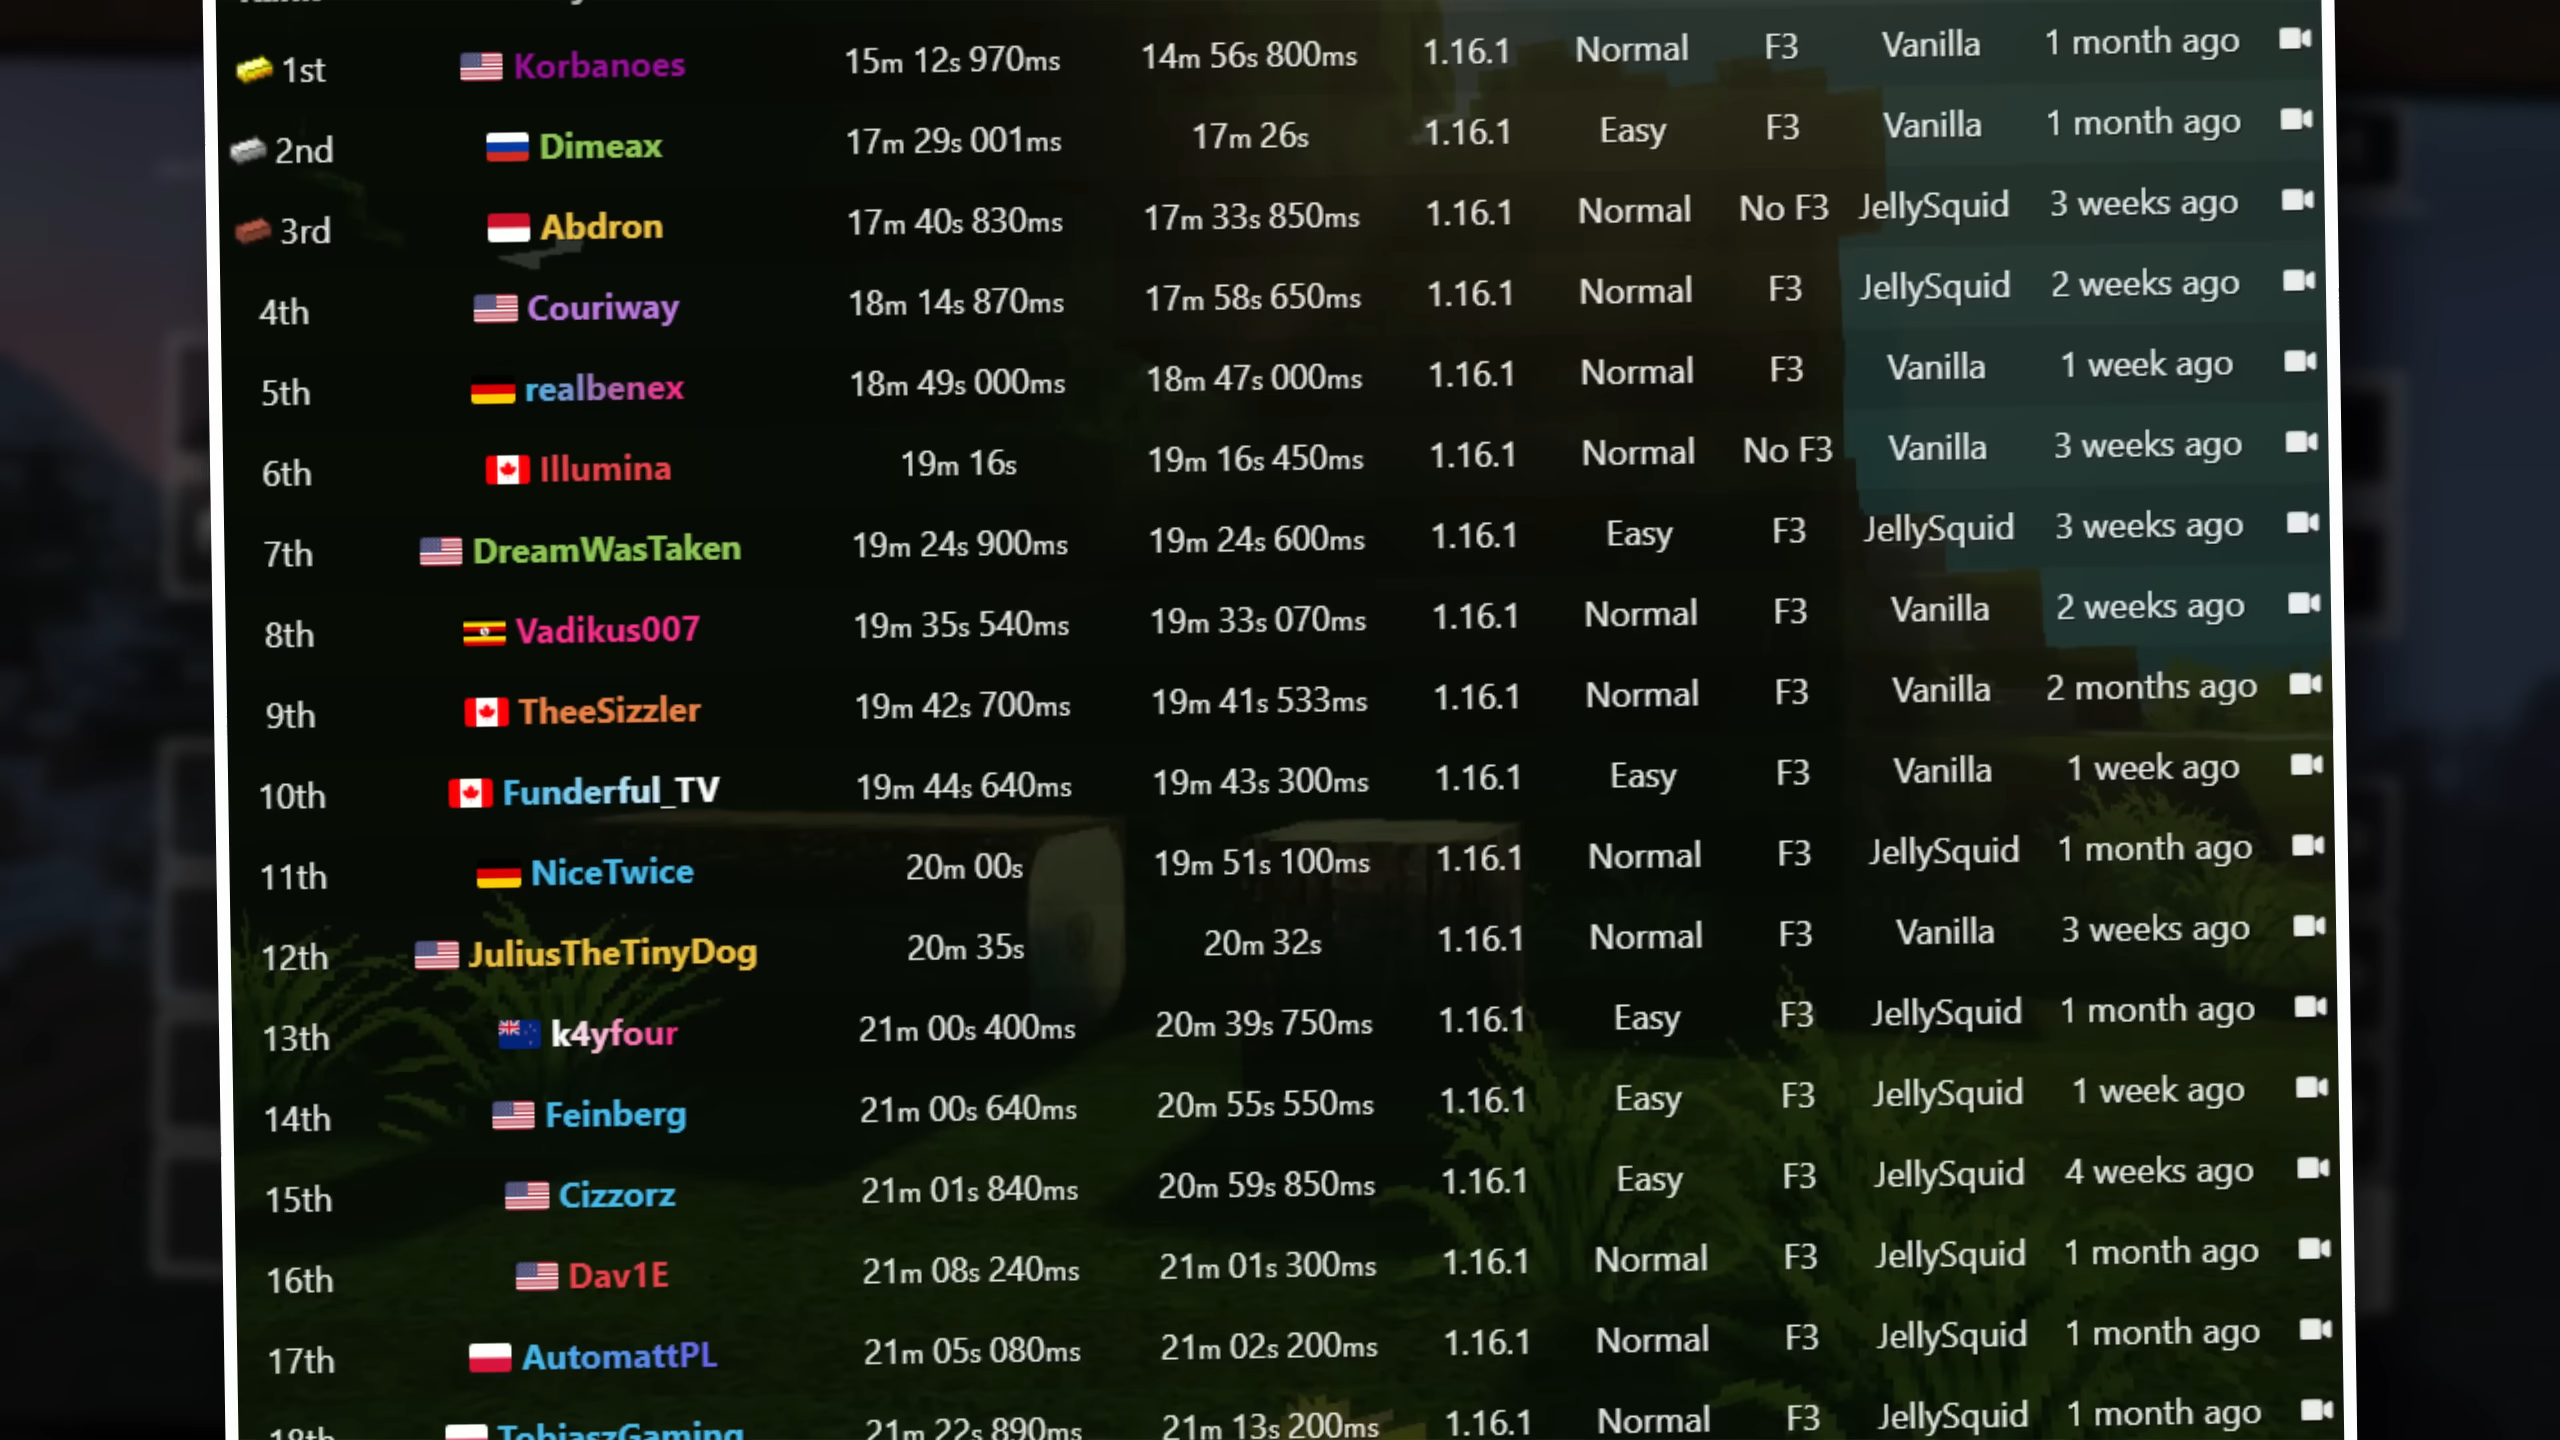 1st Korbanoes 15m 12s 970ms 14m 56s 800ms 1.16.1 Normal F3 Vanilla 1 month ago
2nd Dimeax 17m 29s 001ms 17m 26s 1.16.1 Easy F3 Vanilla 1 month ago
3rd Abdron 17m 40s 830ms 17m 33s 850ms 1.16.1 Normal No F3 JellySquid 3 weeks ago
4th Couriway 18m 14s 870ms 17m 58s 650ms 1.16.1 Normal F3 JellySquid 2 weeks ago
5th realbenex 18m 49s 000ms 18m 47s 000ms 1.16.1 Normal F3 Vanilla 1 week ago
6th Illumina 19m 16s 19m 16s 450ms 1.16.1 Normal No F3 Vanilla 3 weeks ago
7th DreamWasTaken 19m 24s 900ms 19m 24s 600ms 1.16.1 Easy F3 JellySquid 3 weeks ago
8th Vadikus007 19m 35s 540ms 19m 33s 070ms 1.16.1 Normal F3 Vanilla 2 weeks ago
9th TheeSizzler 19m 42s 700ms 19m 41s 533ms 1.16.1 Normal F3 Vanilla 2 months ago
10th Funderful_TV 19m 44s 640ms 19m 43s 300ms 1.16.1 Easy F3 Vanilla 1 week ago
11th NiceTwice 20m 00s 19m 51s 100ms 1.16.1 Normal F3 JellySquid 1 month ago
12th JuliusTheTinyDog 20m 35s 20m 32s 1.16.1 Normal F3 Vanilla 3 weeks ago
13th k4yfour 21m 00s 400ms 20m 39s 750ms 1.16.1 Easy F3 JellySquid 1 month ago
14th Feinberg 21m 00s 640ms 20m 55s 550ms 1.16.1 Easy F3 JellySquid 1 week ago
15th Cizzorz 21m 01s 840ms 20m 59s 850ms 1.16.1 Easy F3 JellySquid 4 weeks ago
16th Dav1E 21m 08s 240ms 21m 01s 300ms 1.16.1 Normal F3 JellySquid 1 month ago
17th AutomattPL 21m 05s 080ms 21m 02s 200ms 1.16.1 Normal F3 JellySquid 1 month ago
18th TobiaszGaming 21m 22s 890ms 21m 13s 200ms 1.16.1 Normal F3 JellySquid 1 month ago